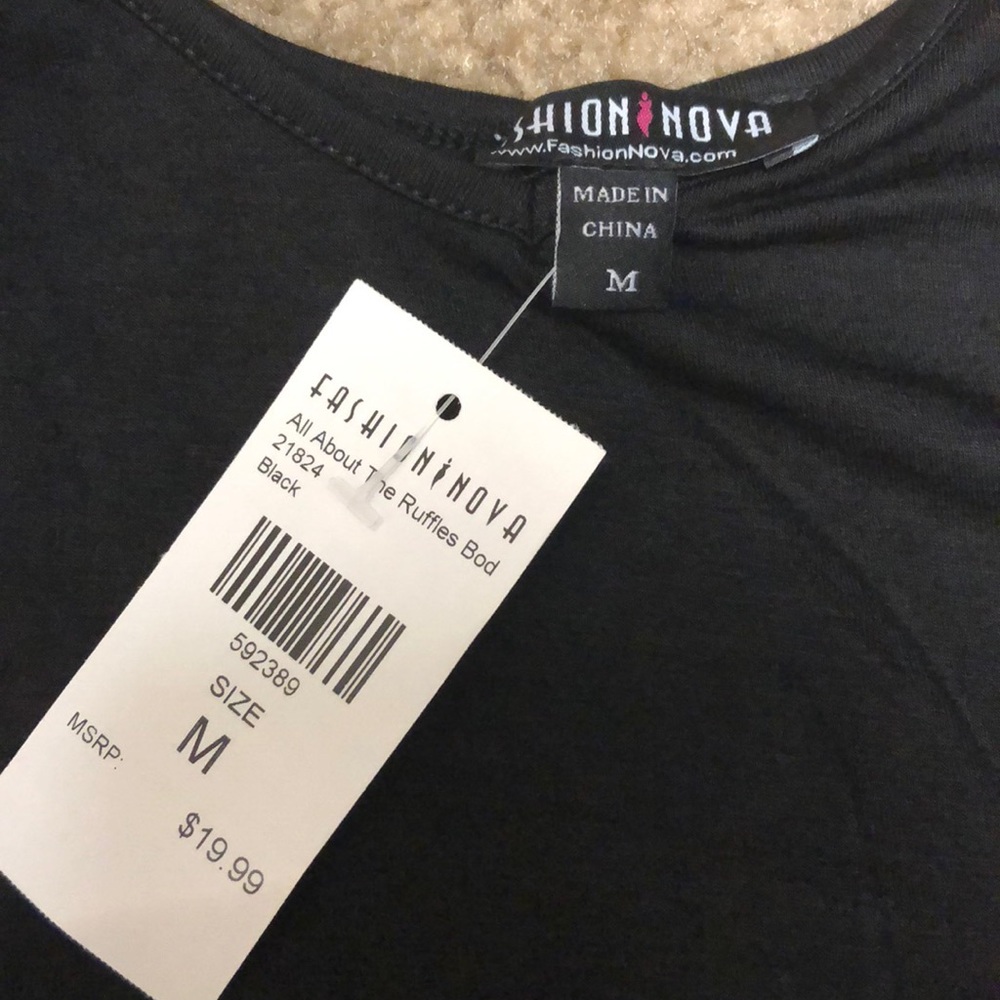 FASHION NOVA
www.FashionNova.com
MADE IN
CHINA
M
FASHION NOVA
All About The Ruffles Bod
21824
Black
592389
SIZE
M
MSRP:
$19.99